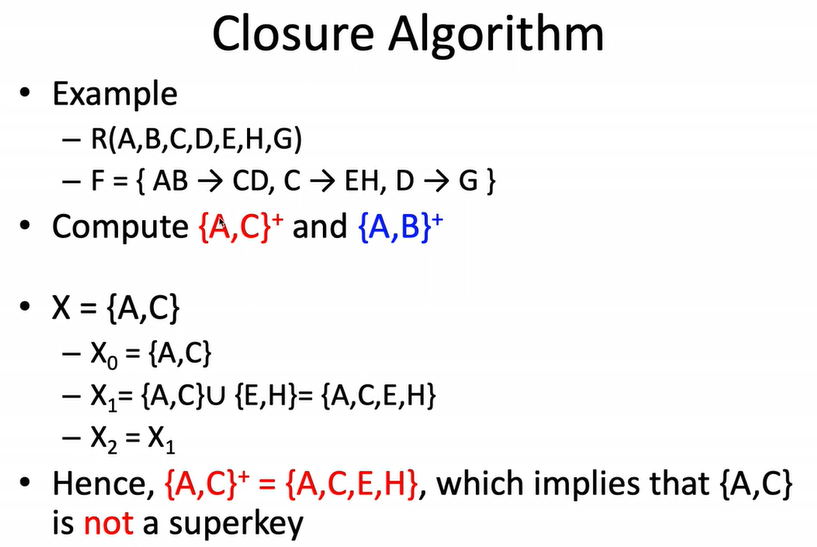 Closure Algorithm
• Example
– R(A,B,C,D,E,H,G)
– F = { AB → CD, C → EH, D → G }
• Compute {A,C}⁺ and {A,B}⁺
• X = {A,C}
– X₀ = {A,C}
– X₁= {A,C}∪ {E,H}= {A,C,E,H}
– X₂ = X₁
• Hence, {A,C}⁺ = {A,C,E,H}, which implies that {A,C}
is not a superkey